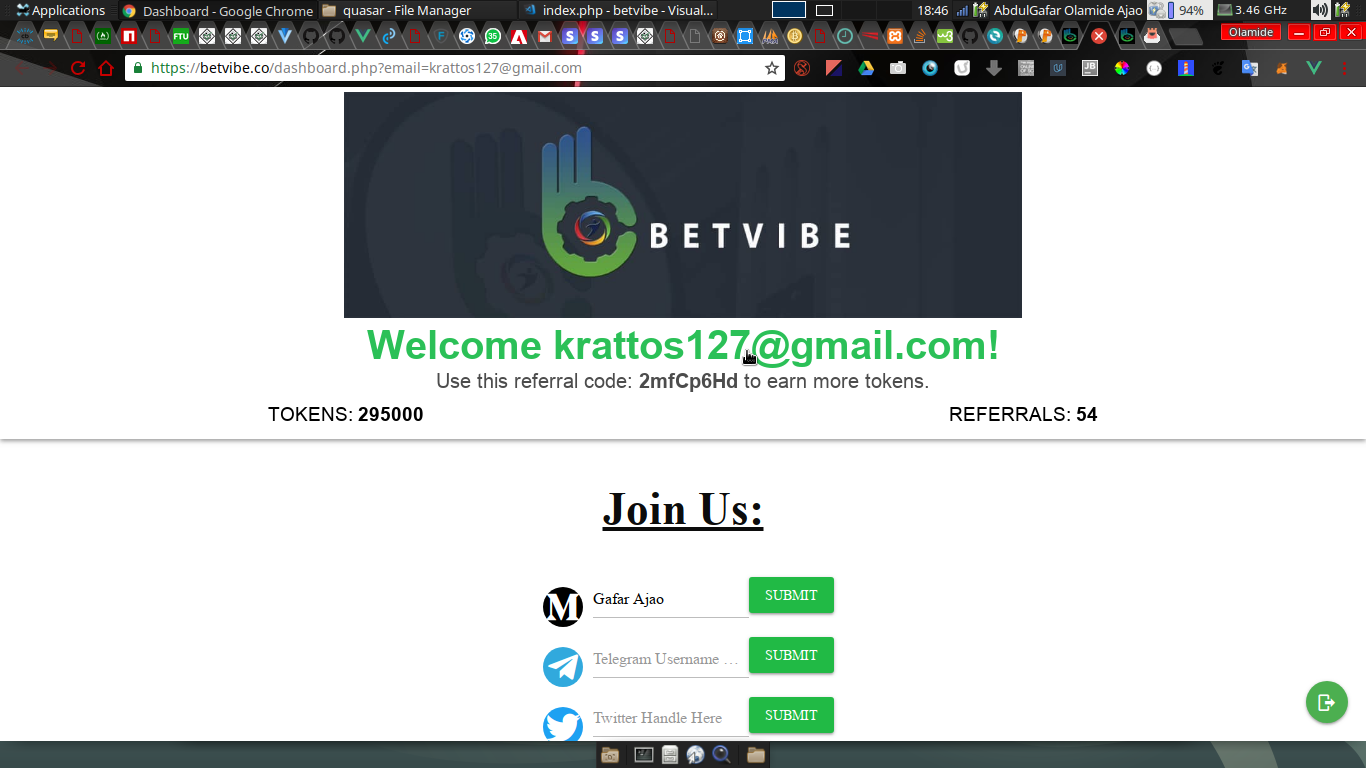 Applications
Dashboard - Google Chrome
quasar - File Manager
index.php - betvibe - Visual...
18:46
AbdulGafar Olamide Ajao
94%
3.46 GHz
Olamide
https://betvibe.co/dashboard.php?email=krattos127@gmail.com
BETVIBE
Welcome krattos127@gmail.com!
Use this referral code: 2mfCp6Hd to earn more tokens.
TOKENS: 295000
REFERRALS: 54
Join Us:
Gafar Ajao
SUBMIT
Telegram Username ...
SUBMIT
Twitter Handle Here
SUBMIT